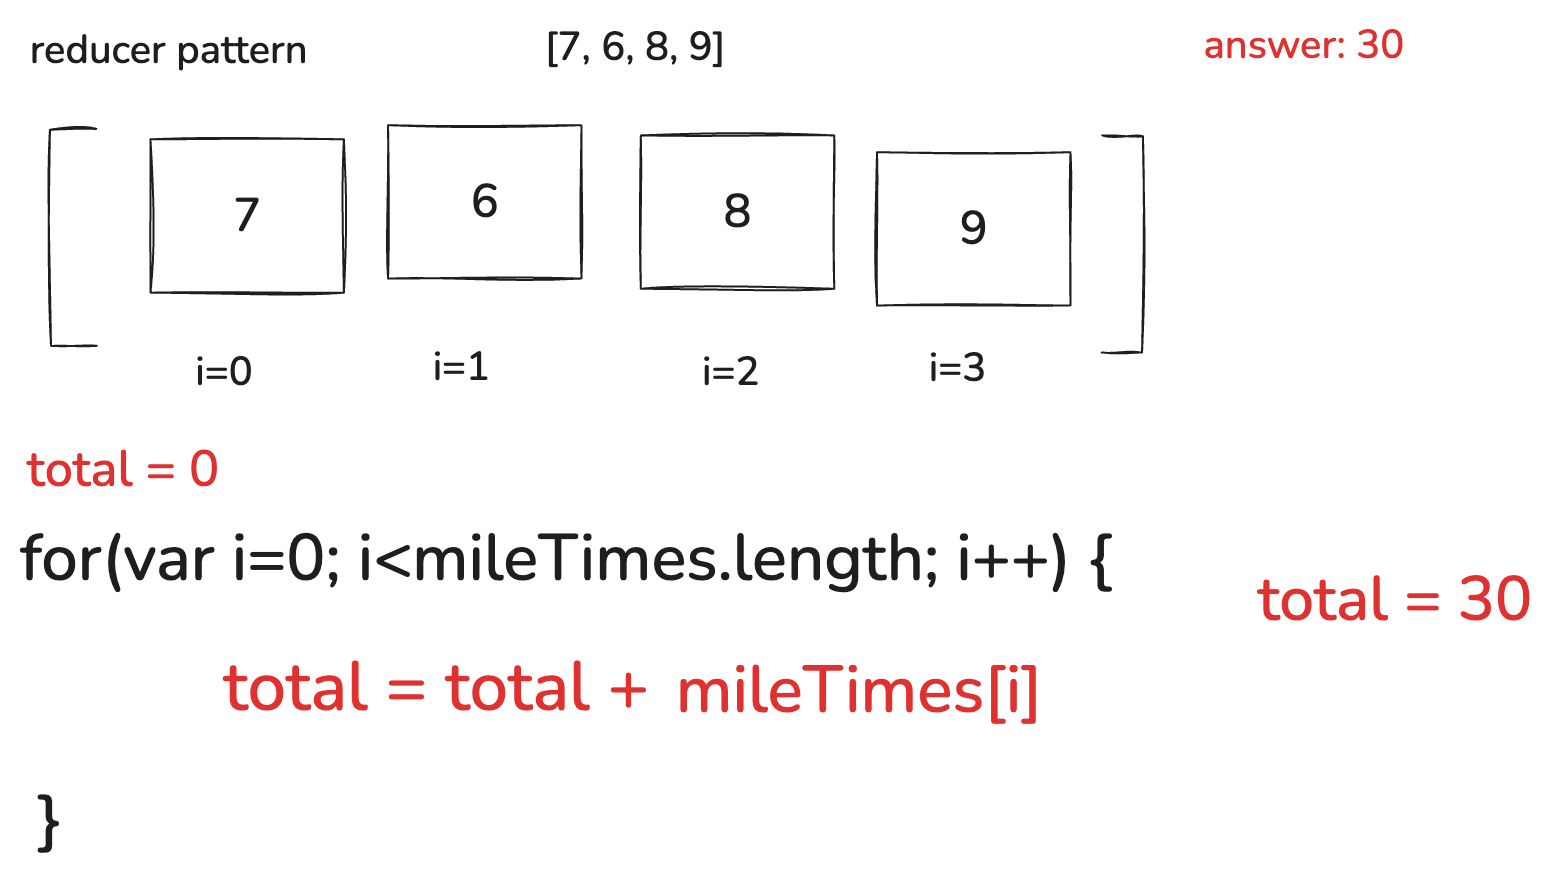 reducer pattern
[7, 6, 8, 9]
answer: 30
7
6
8
9
i=0
i=1
i=2
i=3
total = 0
for(var i=0; i<mileTimes.length; i++) {
total = 30
total = total + mileTimes[i]
}